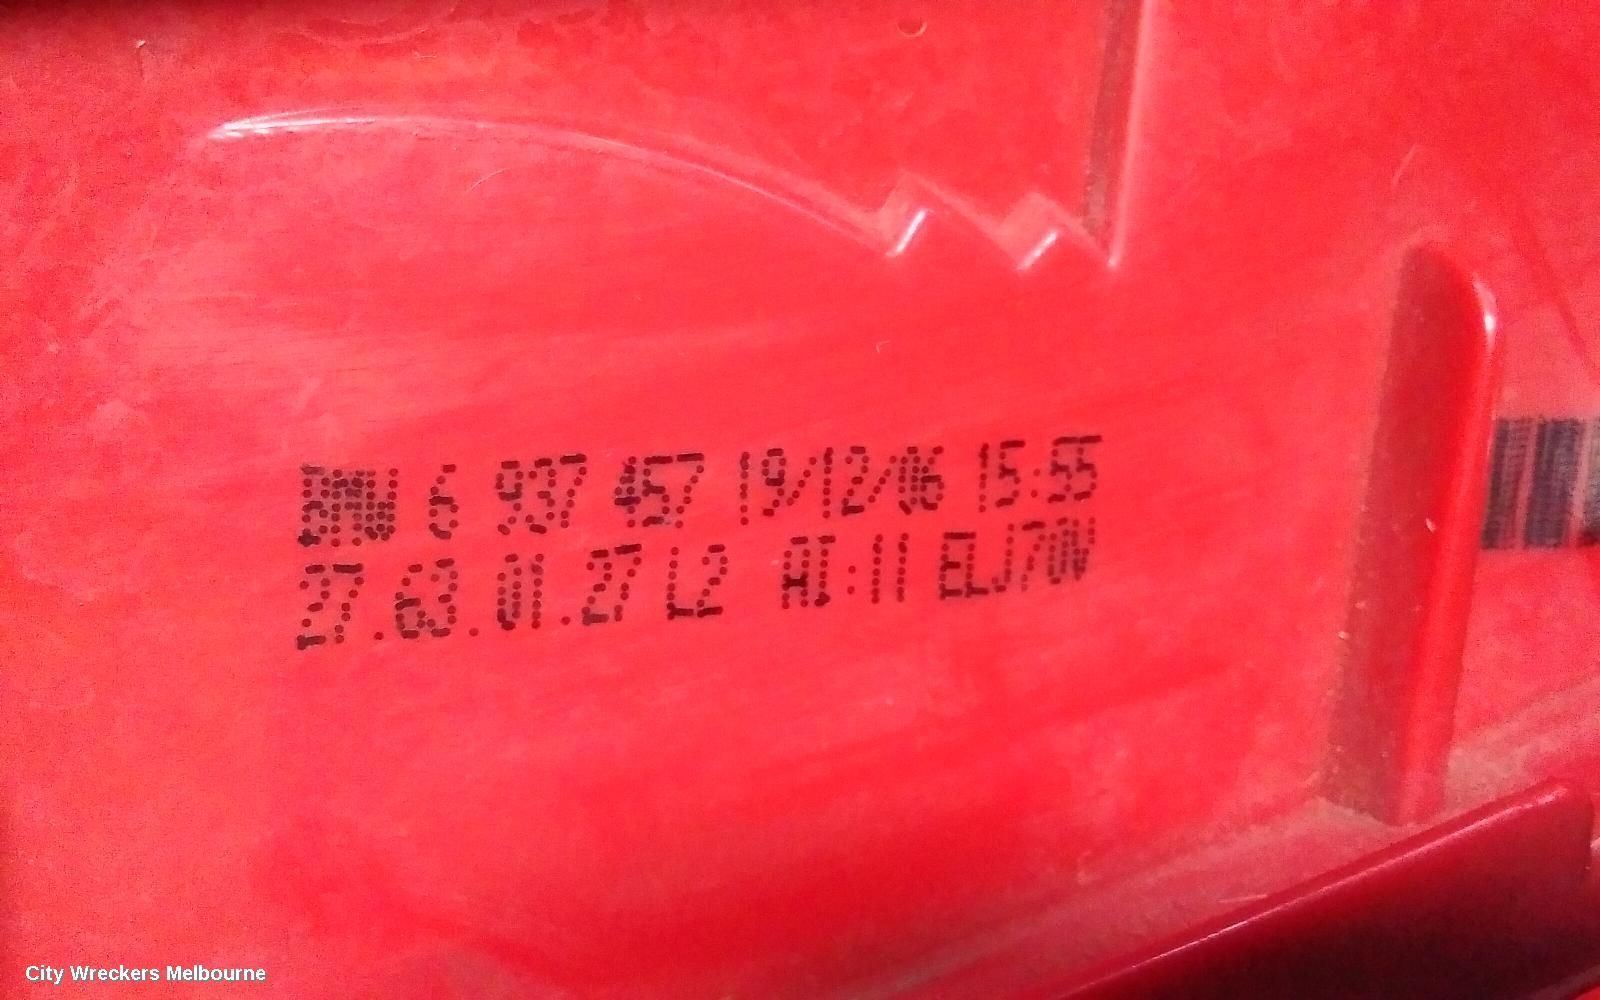 BMW 6 937 457 19/12/06 15:55
27.63.01.27 L2 AI:11 ELJ70N
City Wreckers Melbourne